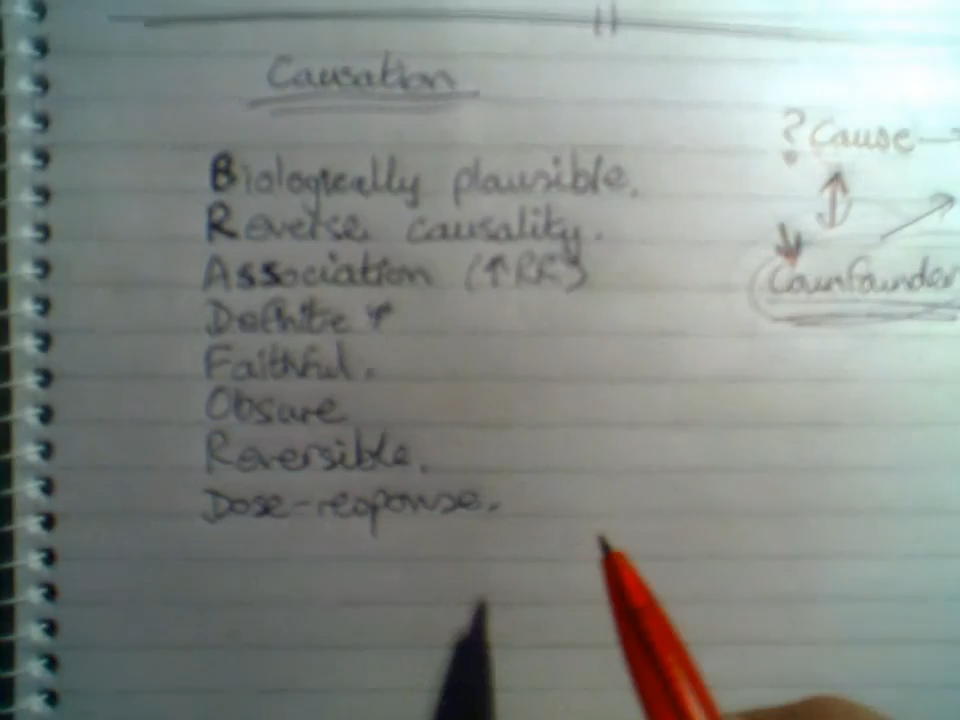 Causation
Biologically plausible.
Reverse causality.
Association (↑RR)
Definite
Faithful.
Obsure
Reversible.
Dose-response.
? Cause →
Counfounder